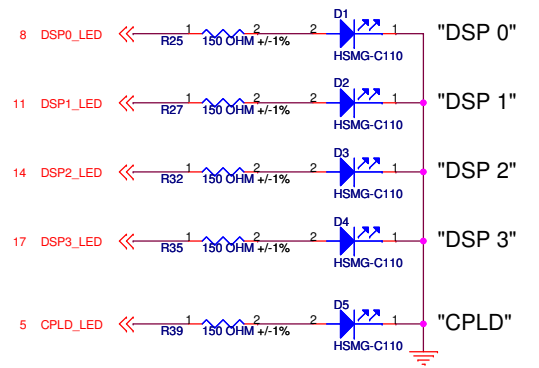 D1
8 DSP0_LED 1 2 2 1 "DSP 0"
R25 150 OHM +/-1% HSMG-C110
D2
11 DSP1_LED 1 2 2 1 "DSP 1"
R27 150 OHM +/-1% HSMG-C110
D3
14 DSP2_LED 1 2 2 1 "DSP 2"
R32 150 OHM +/-1% HSMG-C110
D4
17 DSP3_LED 1 2 2 1 "DSP 3"
R35 150 OHM +/-1% HSMG-C110
D5
5 CPLD_LED 1 2 2 1 "CPLD"
R39 150 OHM +/-1% HSMG-C110